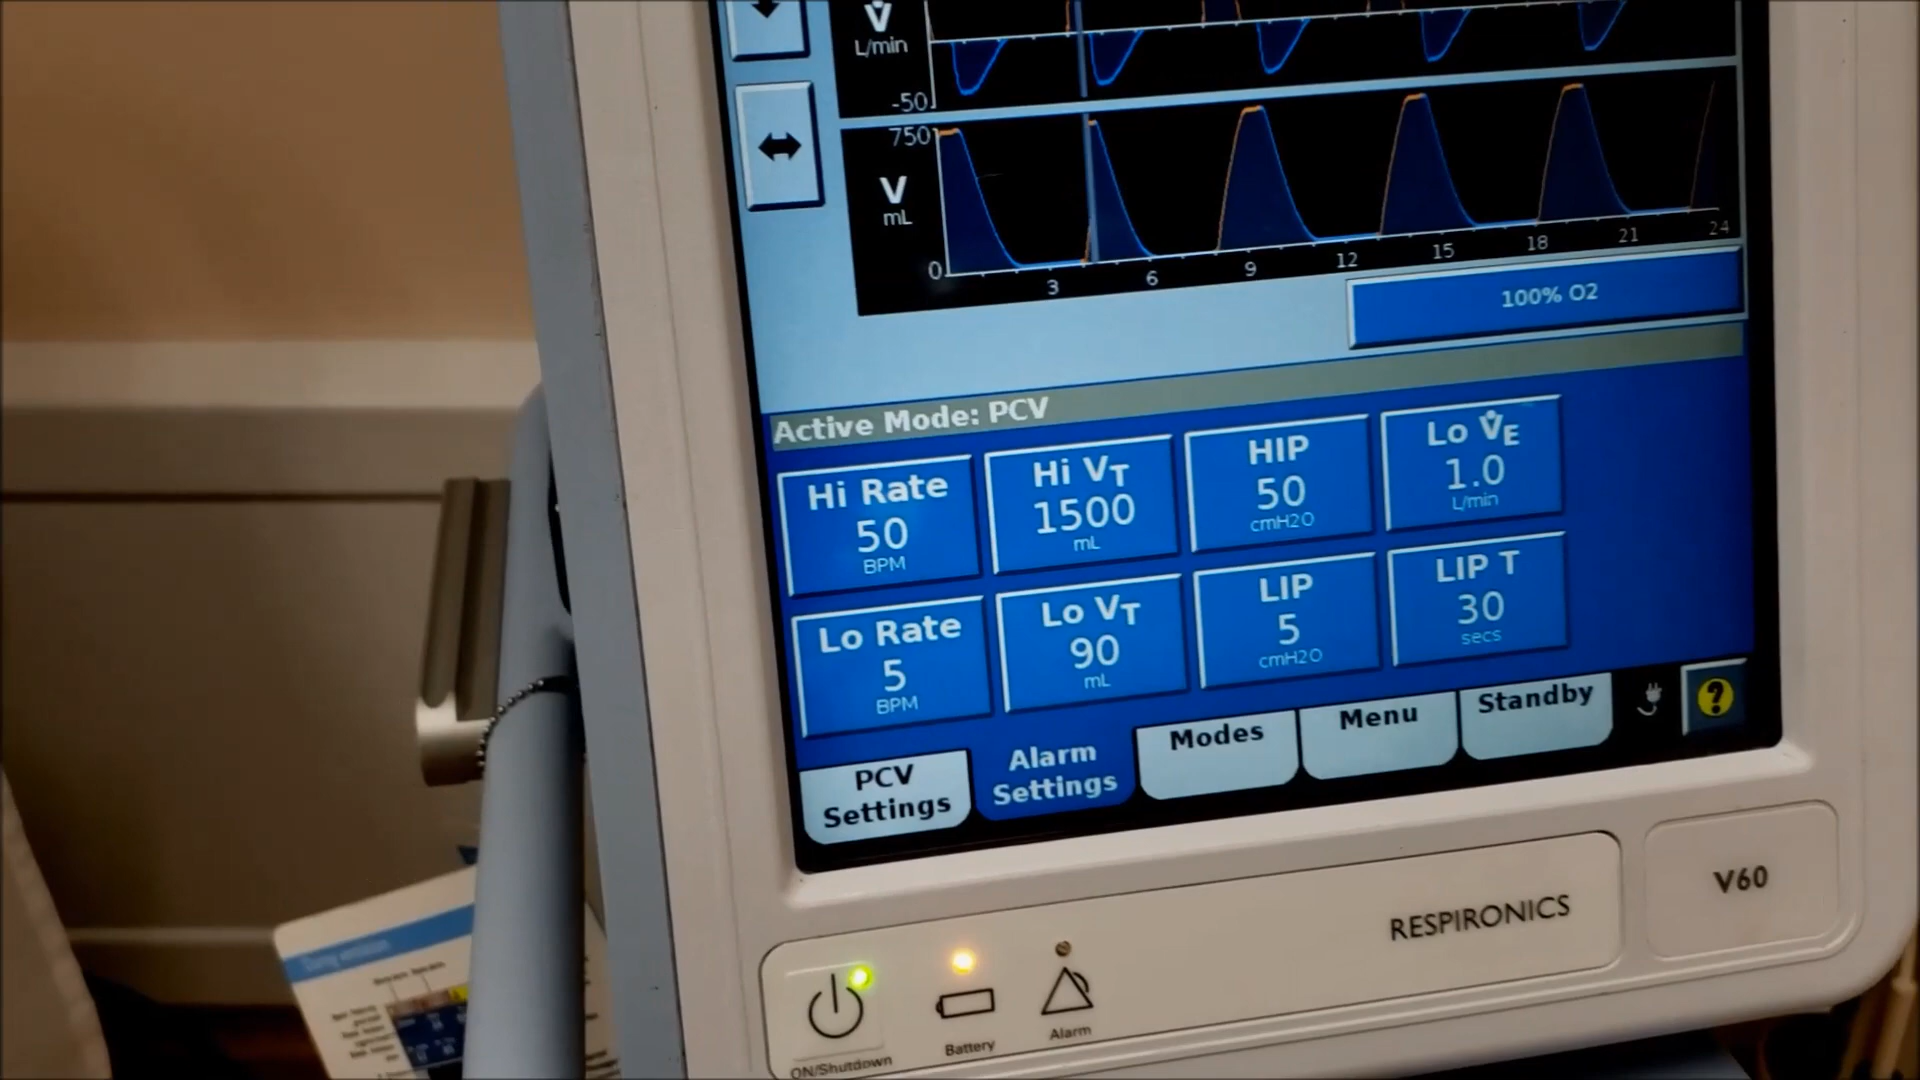 V̇
L/min
-50
750
V
mL
0
3 6 9 12 15 18 21 24
100% O2
Active Mode: PCV
Hi Rate
50
BPM
Hi VT
1500
mL
HIP
50
cmH2O
Lo V̇E
1.0
L/min
Lo Rate
5
BPM
Lo VT
90
mL
LIP
5
cmH2O
LIP T
30
secs
PCV
Settings
Alarm
Settings
Modes
Menu
Standby
?
RESPIRONICS
V60
ON/Shutdown
Battery
Alarm